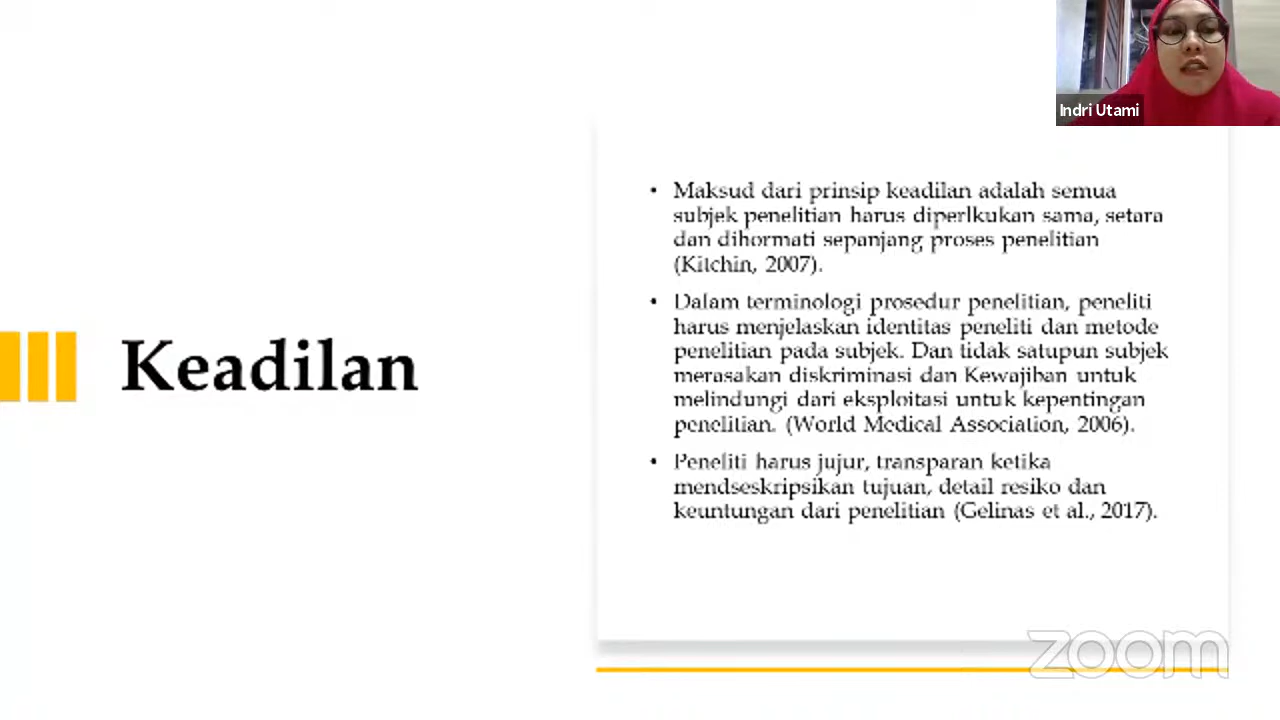 Indri Utami
Keadilan
• Maksud dari prinsip keadilan adalah semua
subjek penelitian harus diperlkukan sama, setara
dan dihormati sepanjang proses penelitian
(Kitchin, 2007).
• Dalam terminologi prosedur penelitian, peneliti
harus menjelaskan identitas peneliti dan metode
penelitian pada subjek. Dan tidak satupun subjek
merasakan diskriminasi dan Kewajiban untuk
melindungi dari eksploitasi untuk kepentingan
penelitian. (World Medical Association, 2006).
• Peneliti harus jujur, transparan ketika
mendseskripsikan tujuan, detail resiko dan
keuntungan dari penelitian (Gelinas et al., 2017).
zoom